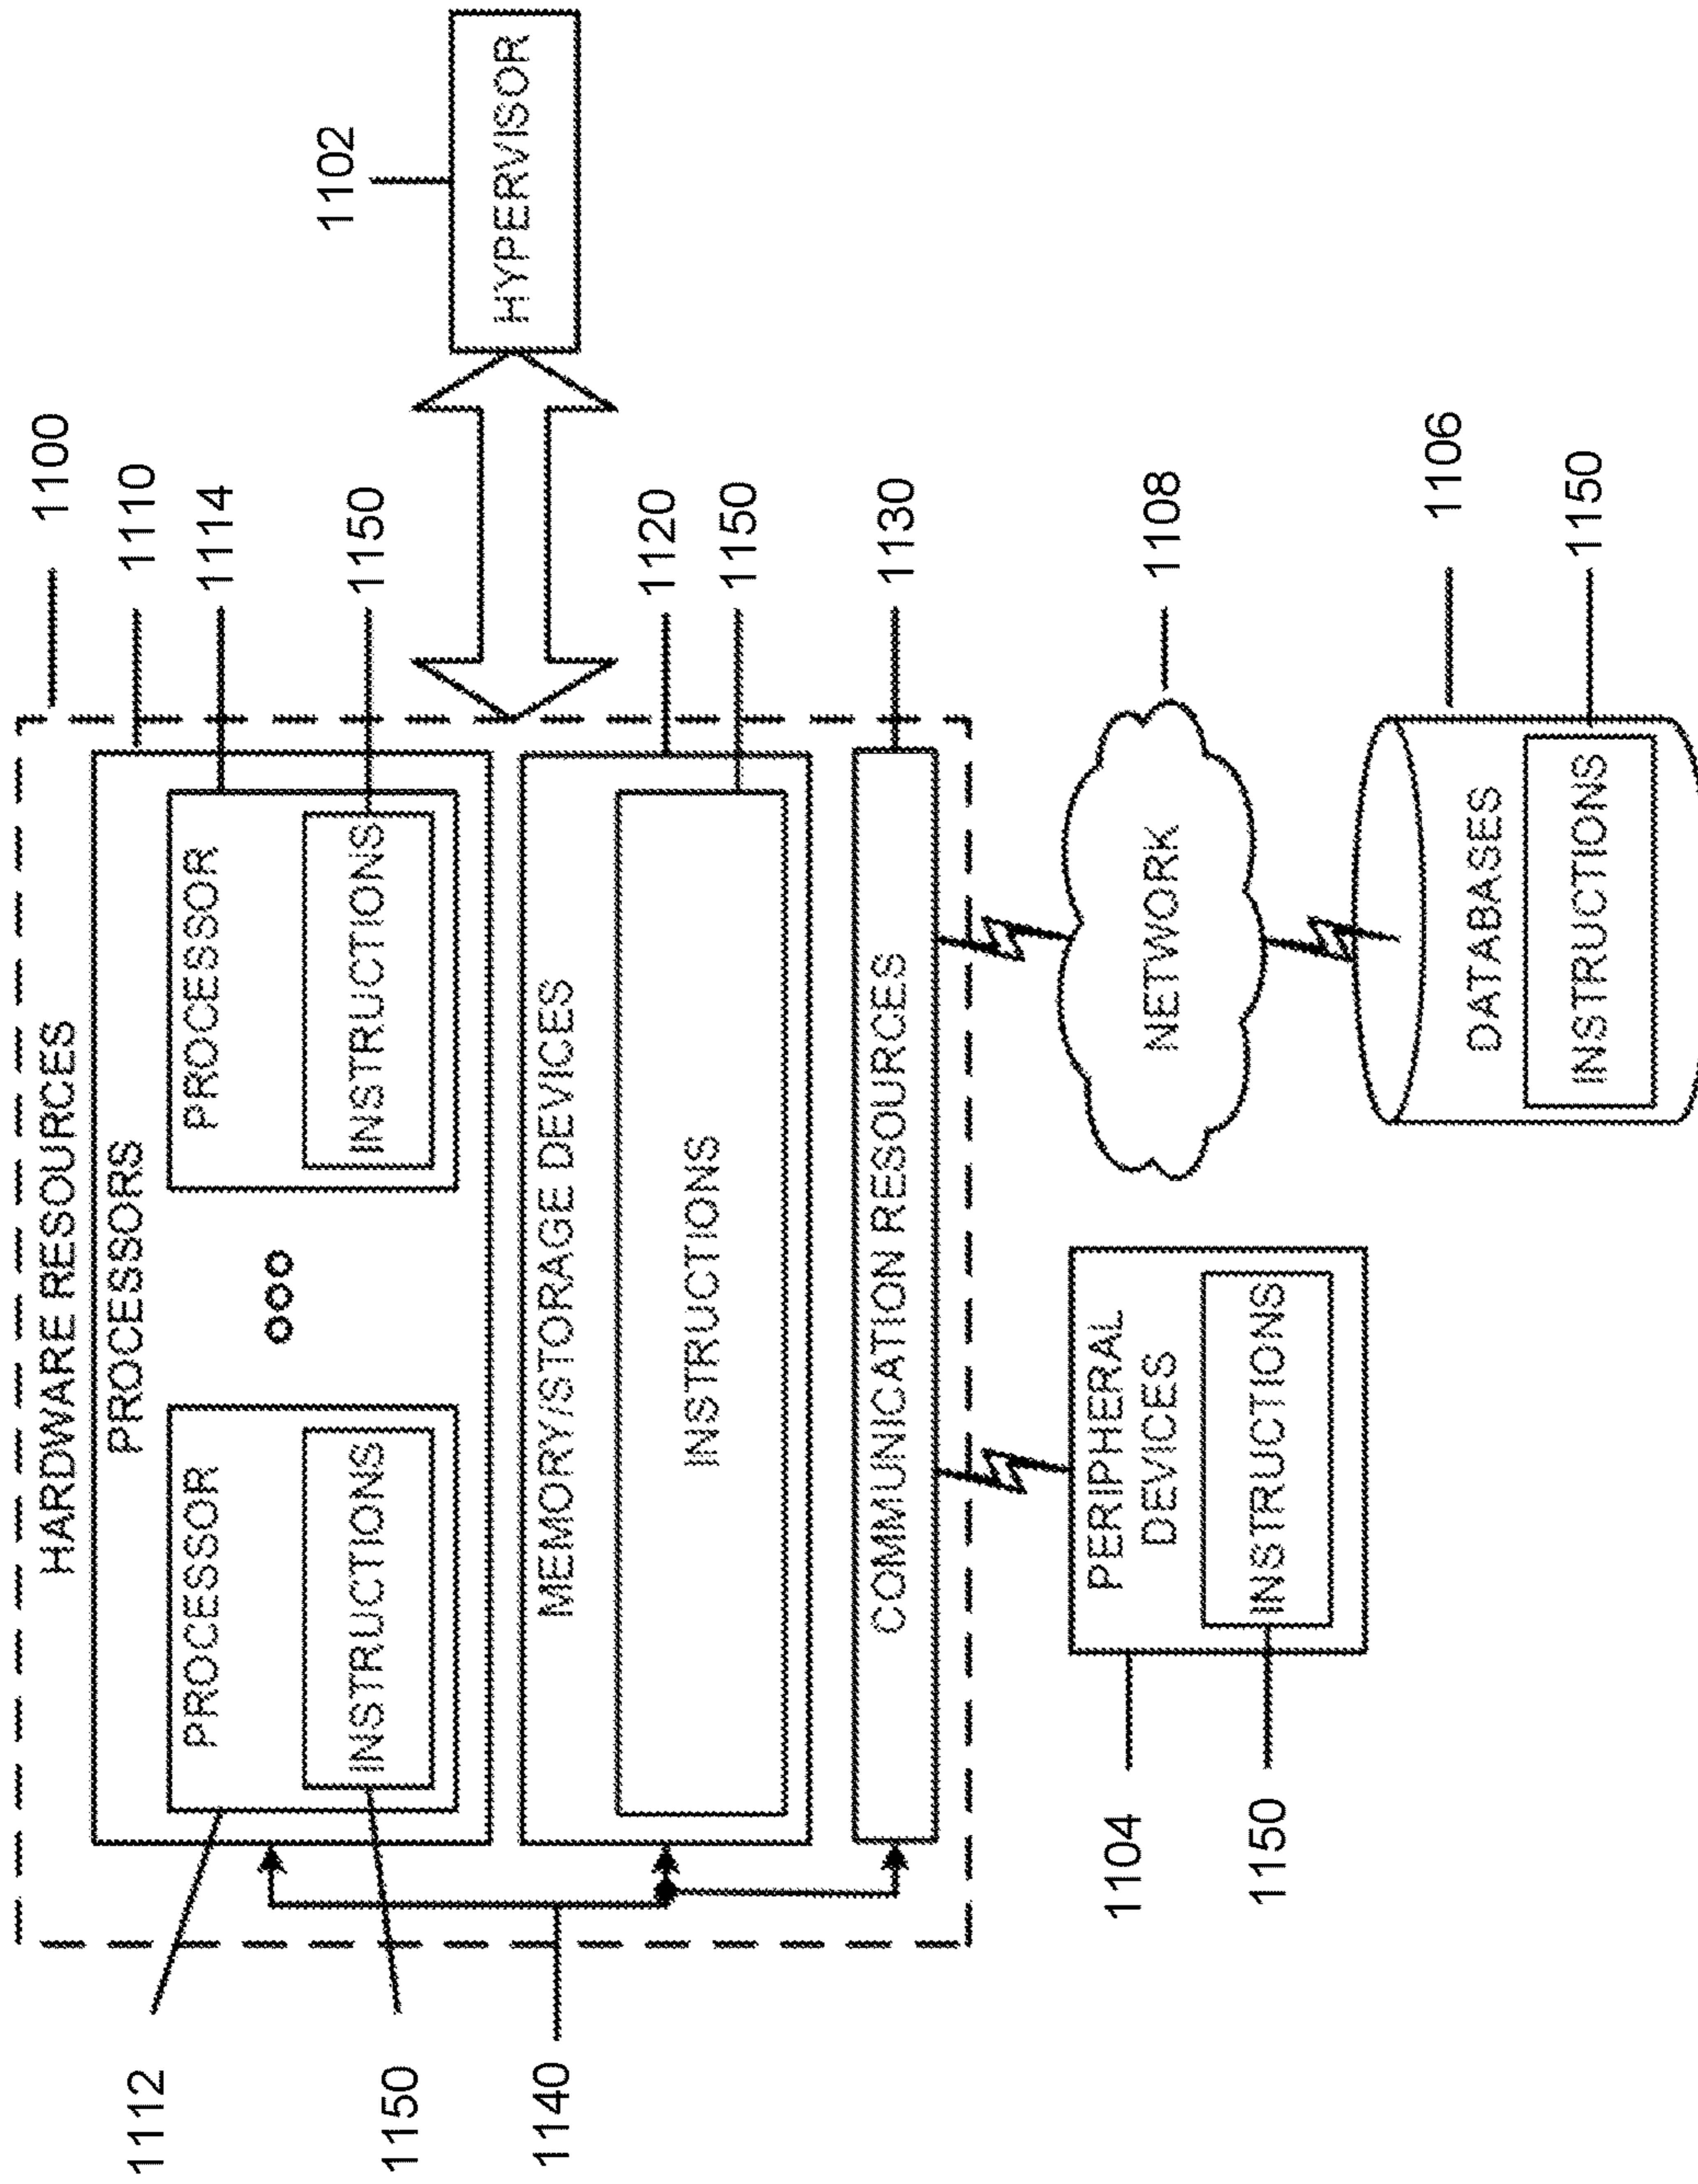 HARDWARE RESOURCES
1100
PROCESSORS
1110
1112
PROCESSOR
PROCESSOR
1114
1150
INSTRUCTIONS
INSTRUCTIONS
1150
1102
HYPERVISOR
1140
MEMORY/STORAGE DEVICES
1120
INSTRUCTIONS
1150
COMMUNICATION RESOURCES
1130
1104
PERIPHERAL
DEVICES
1150
INSTRUCTIONS
NETWORK
1108
DATABASES
1106
INSTRUCTIONS
1150